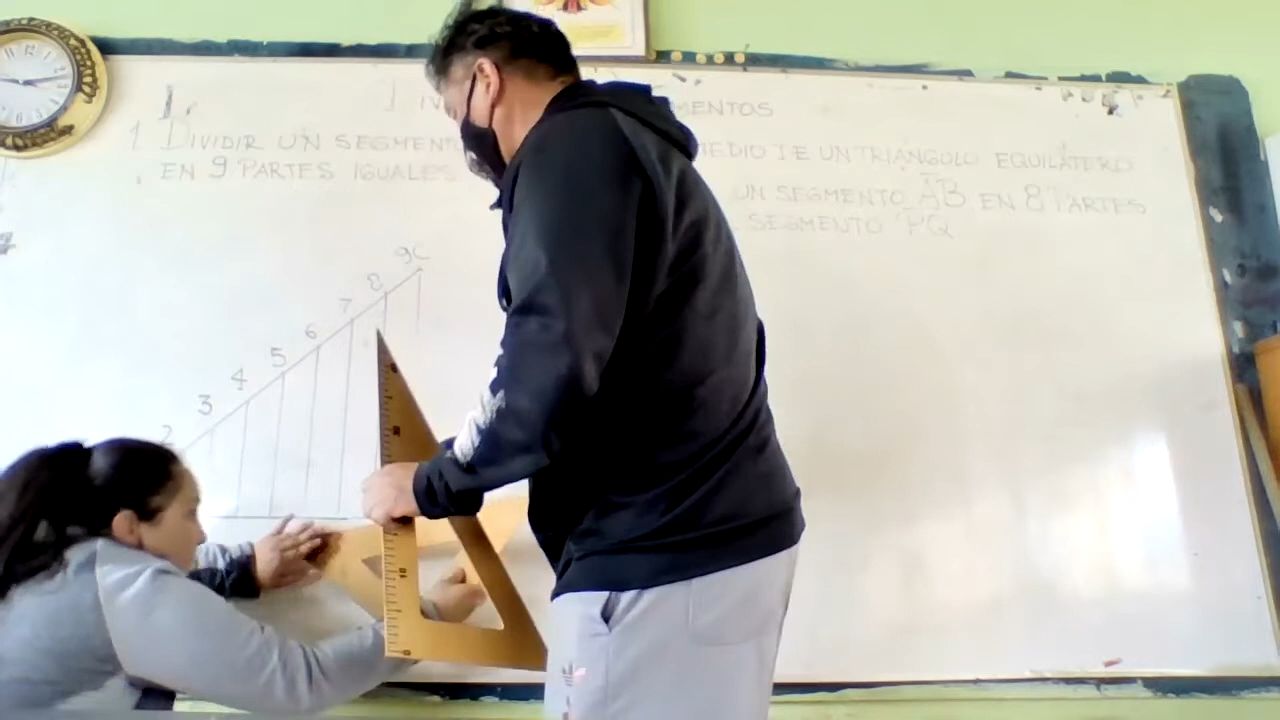 MENTOS
1 DIVIDIR UN SEGMENTO
EN 9 PARTES IGUALES
MEDIO DE UN TRIANGULO EQUILÁTERO
UN SEGMENTO AB EN 8 PARTES
SEGMENTO PQ
9C
8
7
6
5
4
3
2